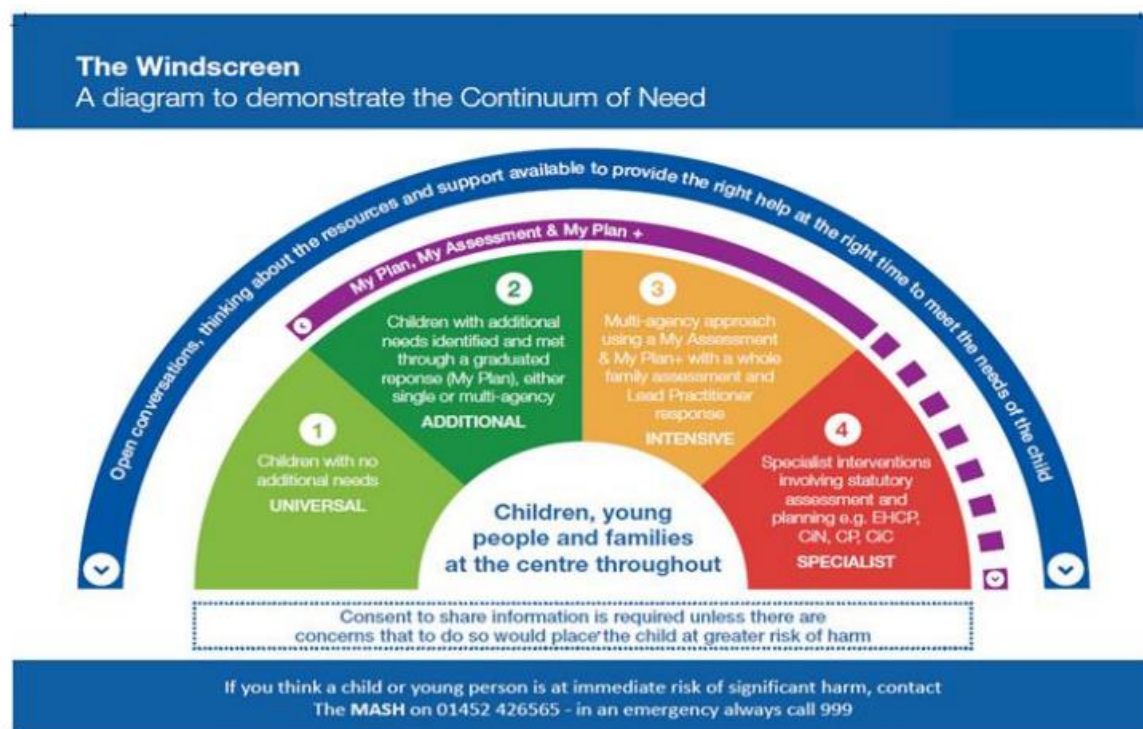 The Windscreen
A diagram to demonstrate the Continuum of Need
Open conversations, thinking about the resources and support available to provide the right help at the right time to meet the needs of the child
My Plan, My Assessment & My Plan +
1
Children with no
additional needs
UNIVERSAL
2
Children with additional
needs identified and met
through a graduated
reponse (My Plan), either
single or multi-agency
ADDITIONAL
3
Multi-agency approach
using a My Assessment
& My Plan+ with a whole
family assessment and
Lead Practitioner
response
INTENSIVE
4
Specialist interventions
involving statutory
assessment and
planning e.g. EHCP,
CiN, CP, CiC
SPECIALIST
Children, young
people and families
at the centre throughout
Consent to share information is required unless there are
concerns that to do so would place the child at greater risk of harm
If you think a child or young person is at immediate risk of significant harm, contact
The MASH on 01452 426565 - in an emergency always call 999